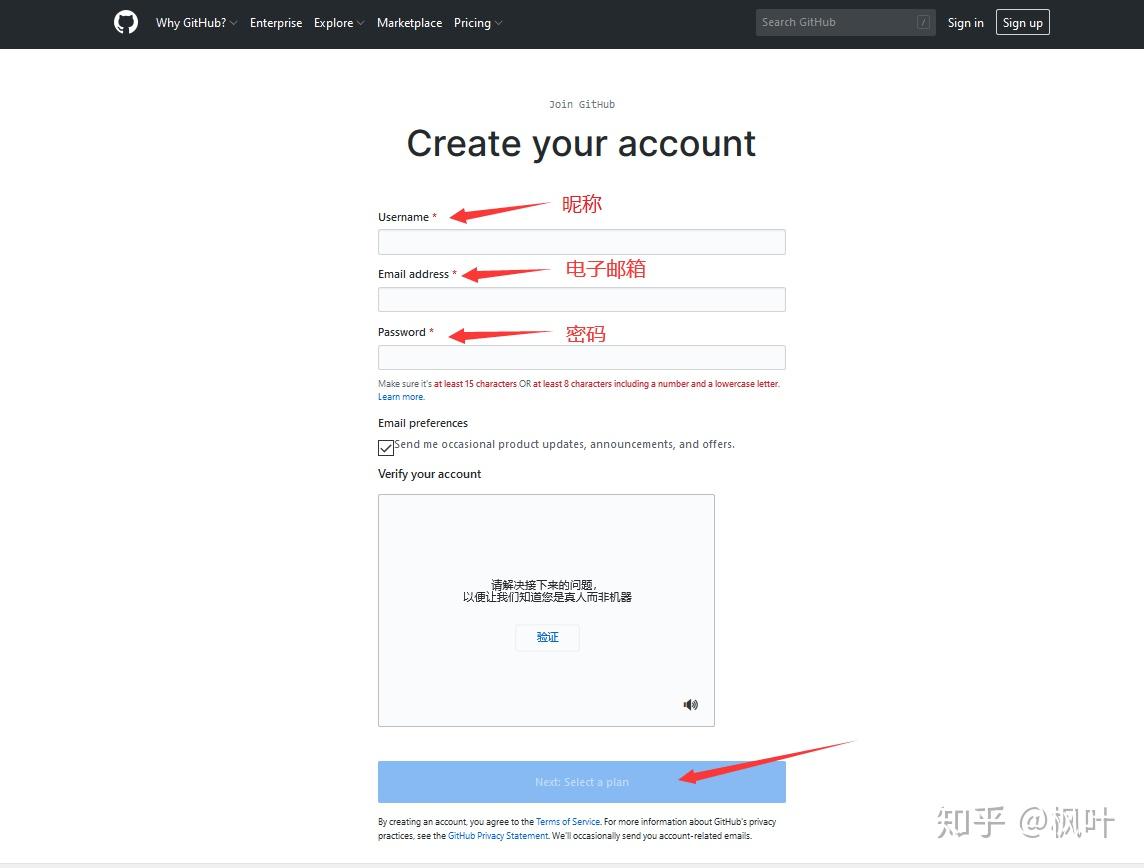 Why GitHub? Enterprise Explore Marketplace Pricing Search GitHub / Sign in Sign up
Join GitHub
Create your account
Username * 昵称
Email address * 电子邮箱
Password * 密码
Make sure it's at least 15 characters OR at least 8 characters including a number and a lowercase letter.
Learn more.
Email preferences
Send me occasional product updates, announcements, and offers.
Verify your account
请解决接下来的问题，
以便让我们知道您是真人而非机器
验证
Next: Select a plan
By creating an account, you agree to the Terms of Service. For more information about GitHub's privacy
practices, see the GitHub Privacy Statement. We'll occasionally send you account-related emails.
知乎 @枫叶